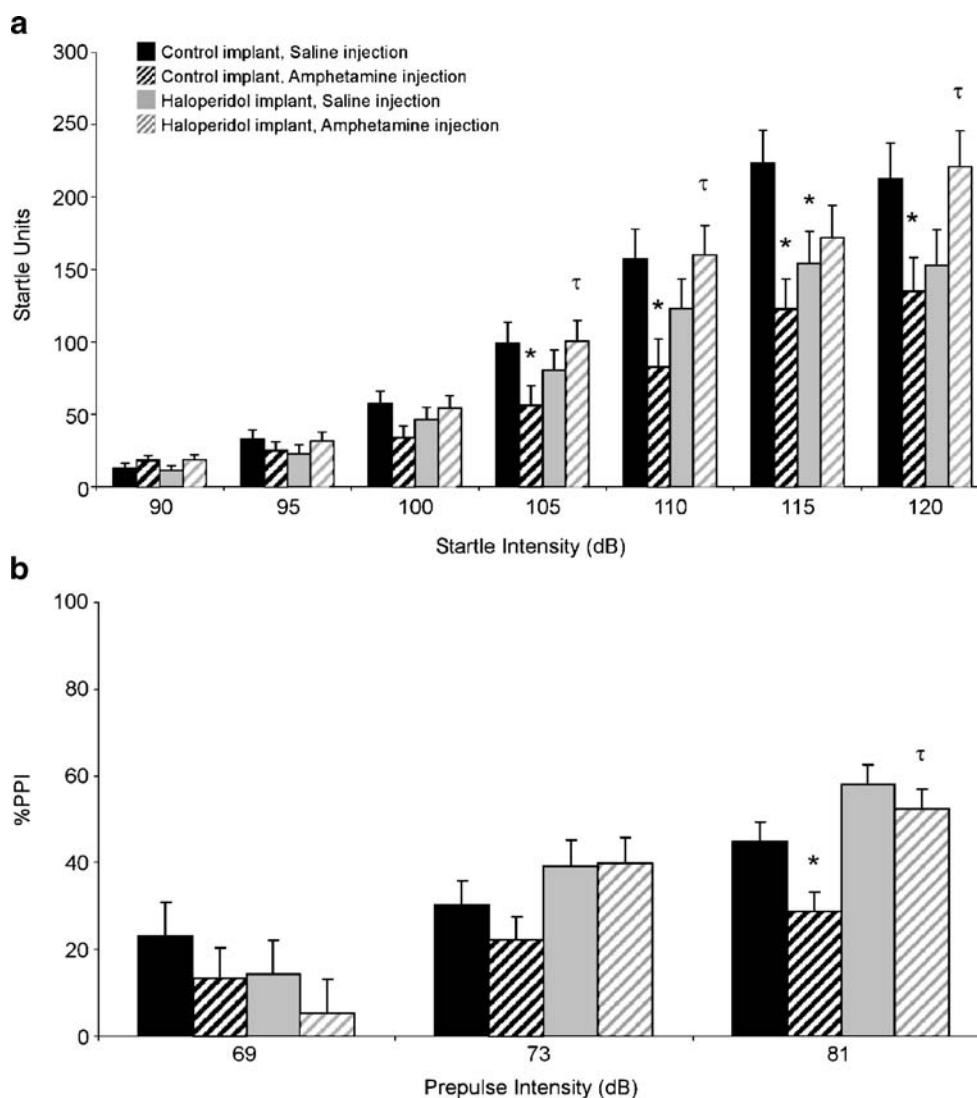 a
300
250
200
150
100
50
0
Startle Units
Control implant, Saline injection
Control implant, Amphetamine injection
Haloperidol implant, Saline injection
Haloperidol implant, Amphetamine injection
τ
τ * τ *
* * *
90 95 100 105 110 115 120
Startle Intensity (dB)
b
100
80
60
40
20
0
%PPI
τ
*
69 73 81
Prepulse Intensity (dB)